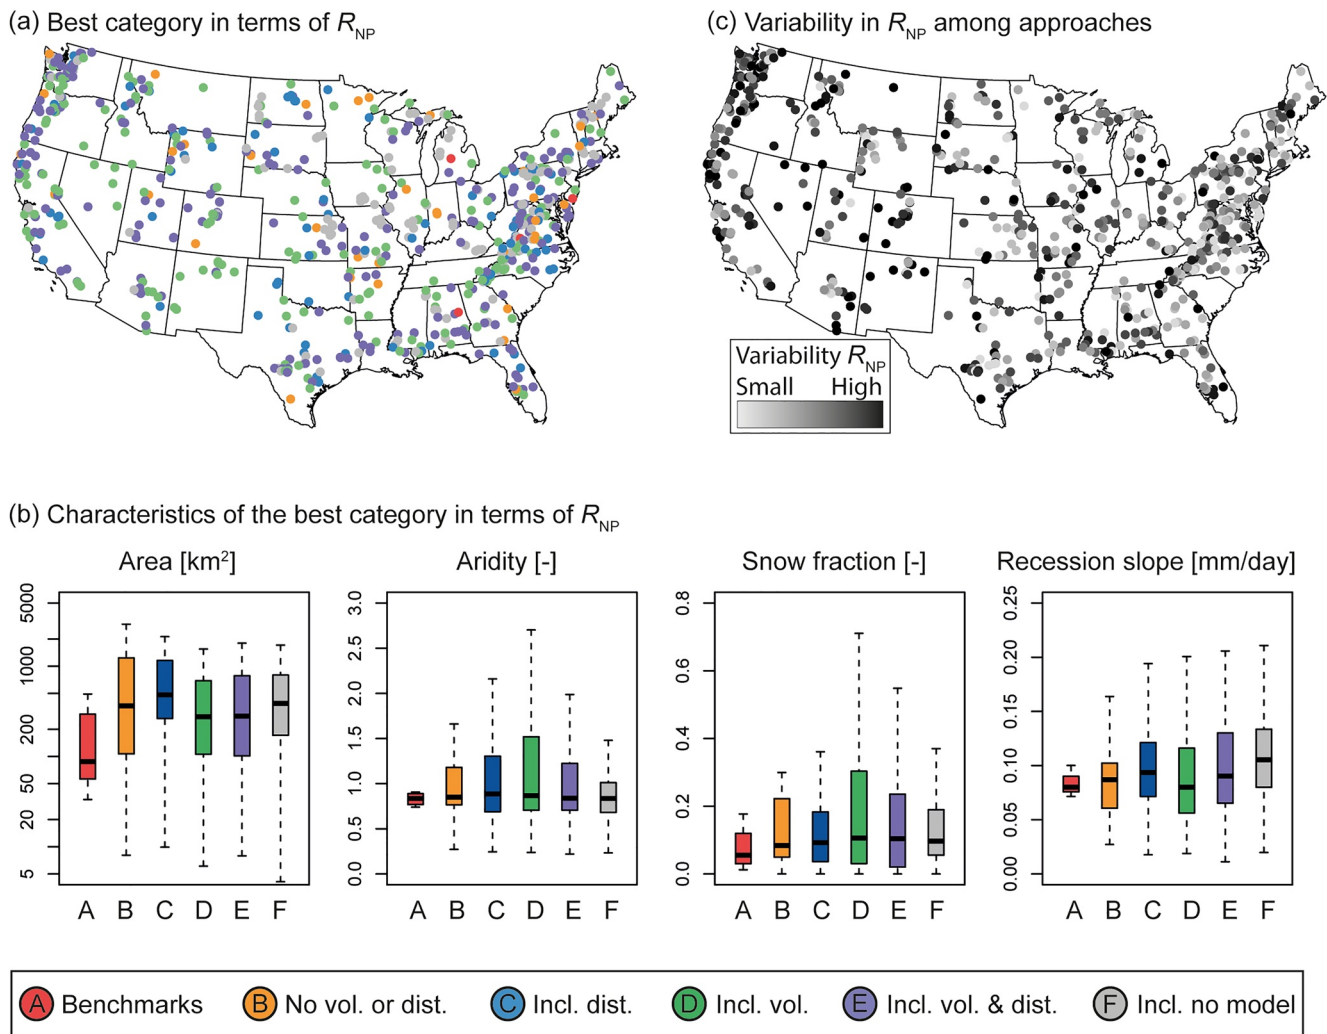 (a) Best category in terms of RNP
(c) Variability in RNP among approaches
Variability RNP
Small High
(b) Characteristics of the best category in terms of RNP
Area [km²] Aridity [-] Snow fraction [-] Recession slope [mm/day]
5000 1000 200 50 20 5
3.0 2.5 2.0 1.5 1.0 0.5 0.0
0.8 0.6 0.4 0.2 0.0
0.25 0.20 0.15 0.10 0.05 0.00
A B C D E F A B C D E F A B C D E F A B C D E F
A Benchmarks B No vol. or dist. C Incl. dist. D Incl. vol. E Incl. vol. & dist. F Incl. no model